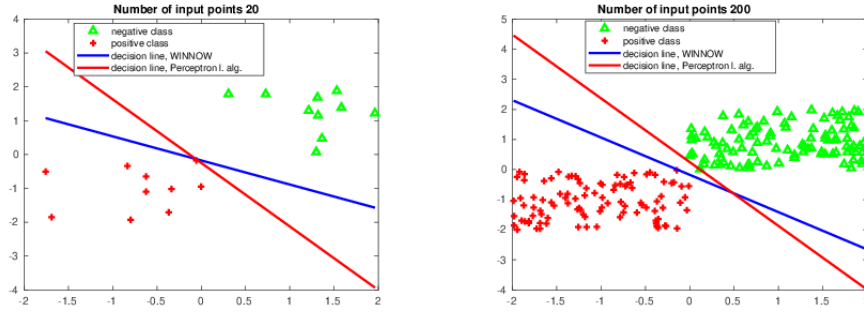 Number of input points 20
negative class
positive class
decision line, WINNOW
decision line, Perceptron l. alg.
4
3
2
1
0
-1
-2
-3
-4
-2 -1.5 -1 -0.5 0 0.5 1 1.5 2
Number of input points 200
negative class
positive class
decision line, WINNOW
decision line, Perceptron l. alg.
5
4
3
2
1
0
-1
-2
-3
-4
-2 -1.5 -1 -0.5 0 0.5 1 1.5 2